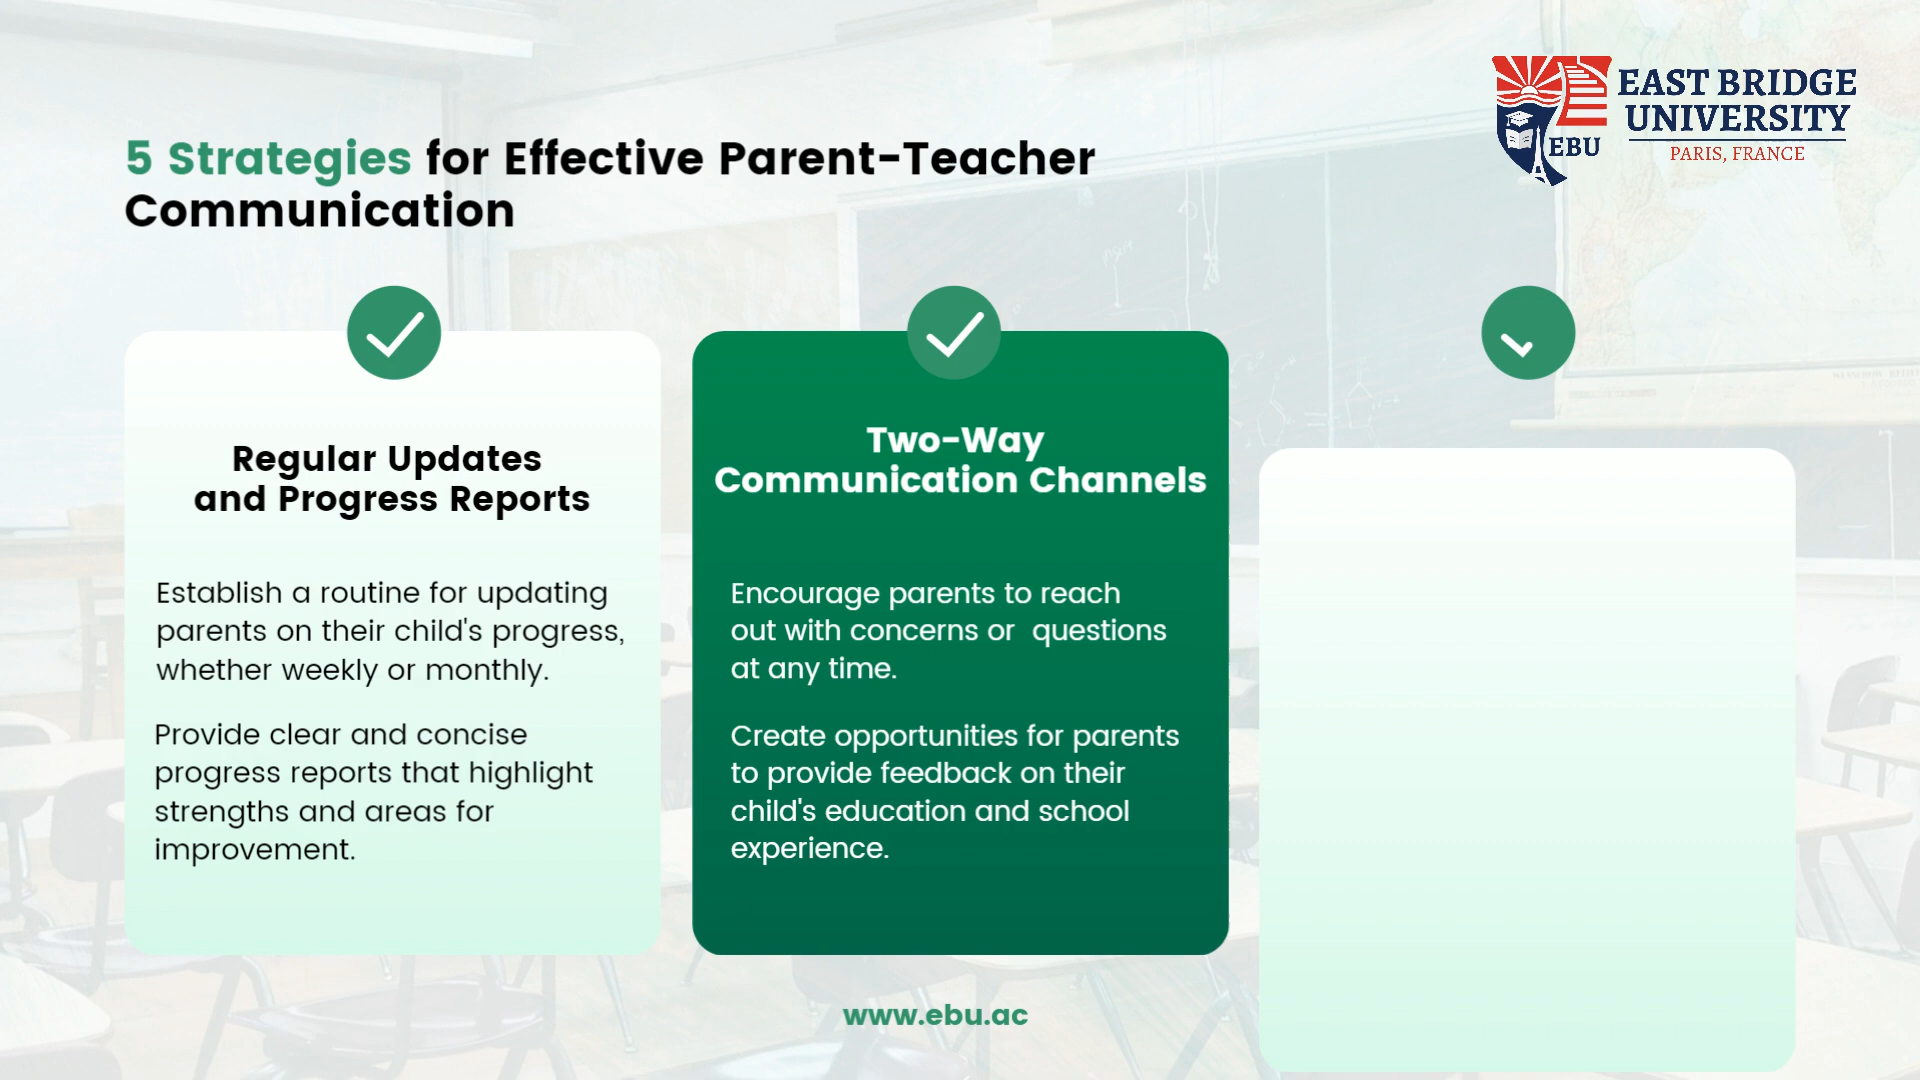 EAST BRIDGE
UNIVERSITY
EBU
PARIS, FRANCE
5 Strategies for Effective Parent-Teacher
Communication
Regular Updates
and Progress Reports
Establish a routine for updating
parents on their child's progress,
whether weekly or monthly.
Provide clear and concise
progress reports that highlight
strengths and areas for
improvement.
Two-Way
Communication Channels
Encourage parents to reach
out with concerns or  questions
at any time.
Create opportunities for parents
to provide feedback on their
child's education and school
experience.
www.ebu.ac